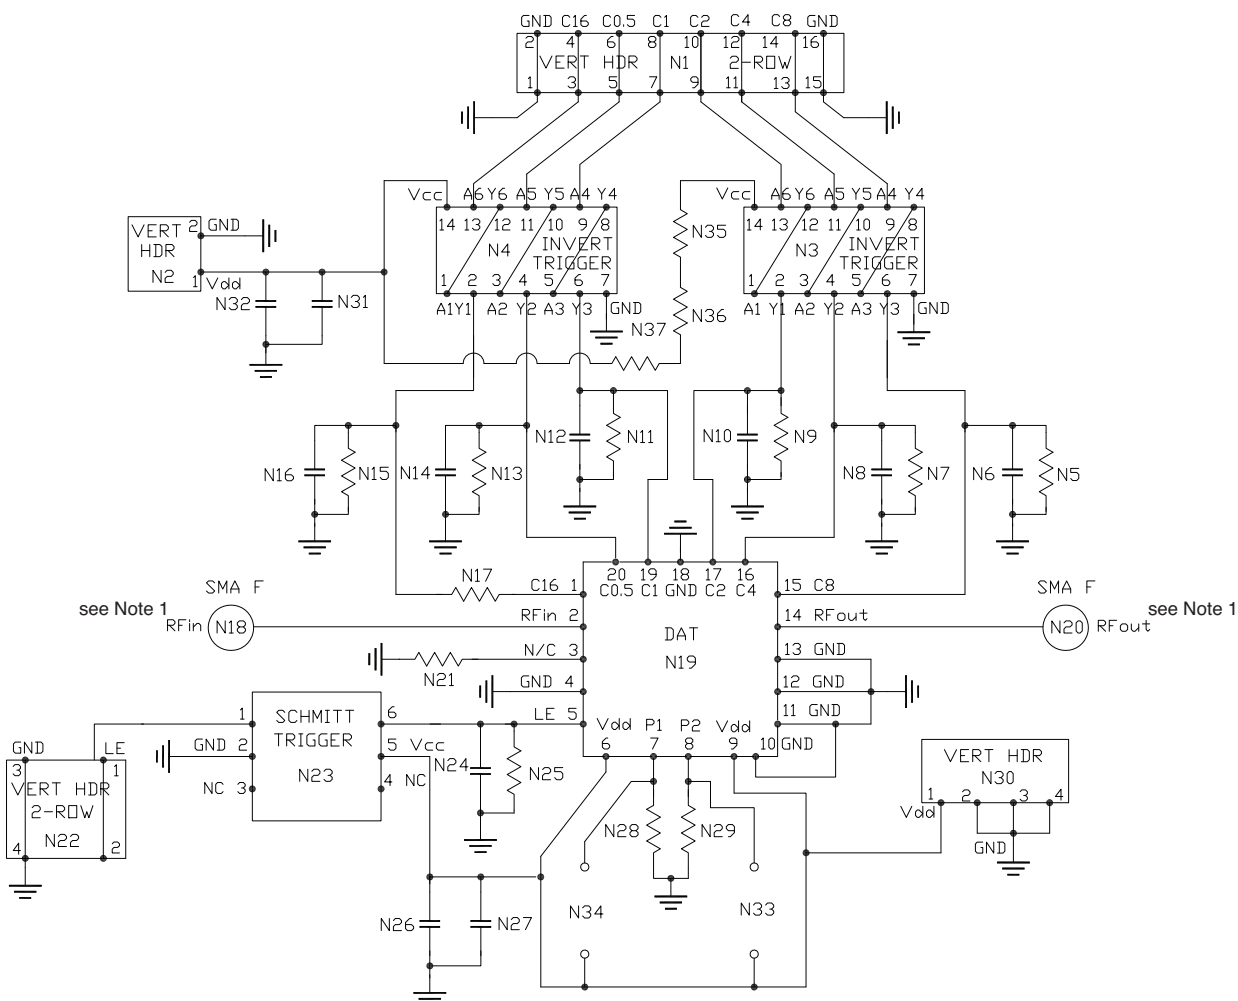 GND C16 C0.5 C1 C2 C4 C8 GND
2 4 6 8 10 12 14 16
VERT HDR N1 2-ROW
1 3 5 7 9 11 13 15
Vcc A6 Y6 A5 Y5 A4 Y4
14 13 12 11 10 9 8
N4 INVERT
TRIGGER
1 2 3 4 5 6 7
A1Y1 A2 Y2 A3 Y3 GND
N35
N36
N37
Vcc A6 Y6 A5 Y5 A4 Y4
14 13 12 11 10 9 8
N3 INVERT
TRIGGER
1 2 3 4 5 6 7
A1 Y1 A2 Y2 A3 Y3 GND
VERT 2 GND
HDR
N2 1 Vdd
N32 N31
N16 N15 N14 N13 N12 N11 N10 N9 N8 N7 N6 N5
20 19 18 17 16
C0.5 C1 GND C2 C4
N17 C16 1
15 C8
SMA F
see Note 1
RFin N18
RFin 2
14 RFout
SMA F
N20 RFout
see Note 1
DAT
N19
N21 N/C 3
13 GND
GND 4
12 GND
LE 5
11 GND
Vdd P1 P2 Vdd
6 7 8 9 10 GND
SCHMITT
TRIGGER
N23
1 6
GND 2 5 Vcc
NC 3 4 NC
N24 N25
GND LE
3 1
VERT HDR
2-ROW
N22
4 2
N28 N29
VERT HDR
N30
1 2 3 4
Vdd
GND
N26 N27
N34 N33